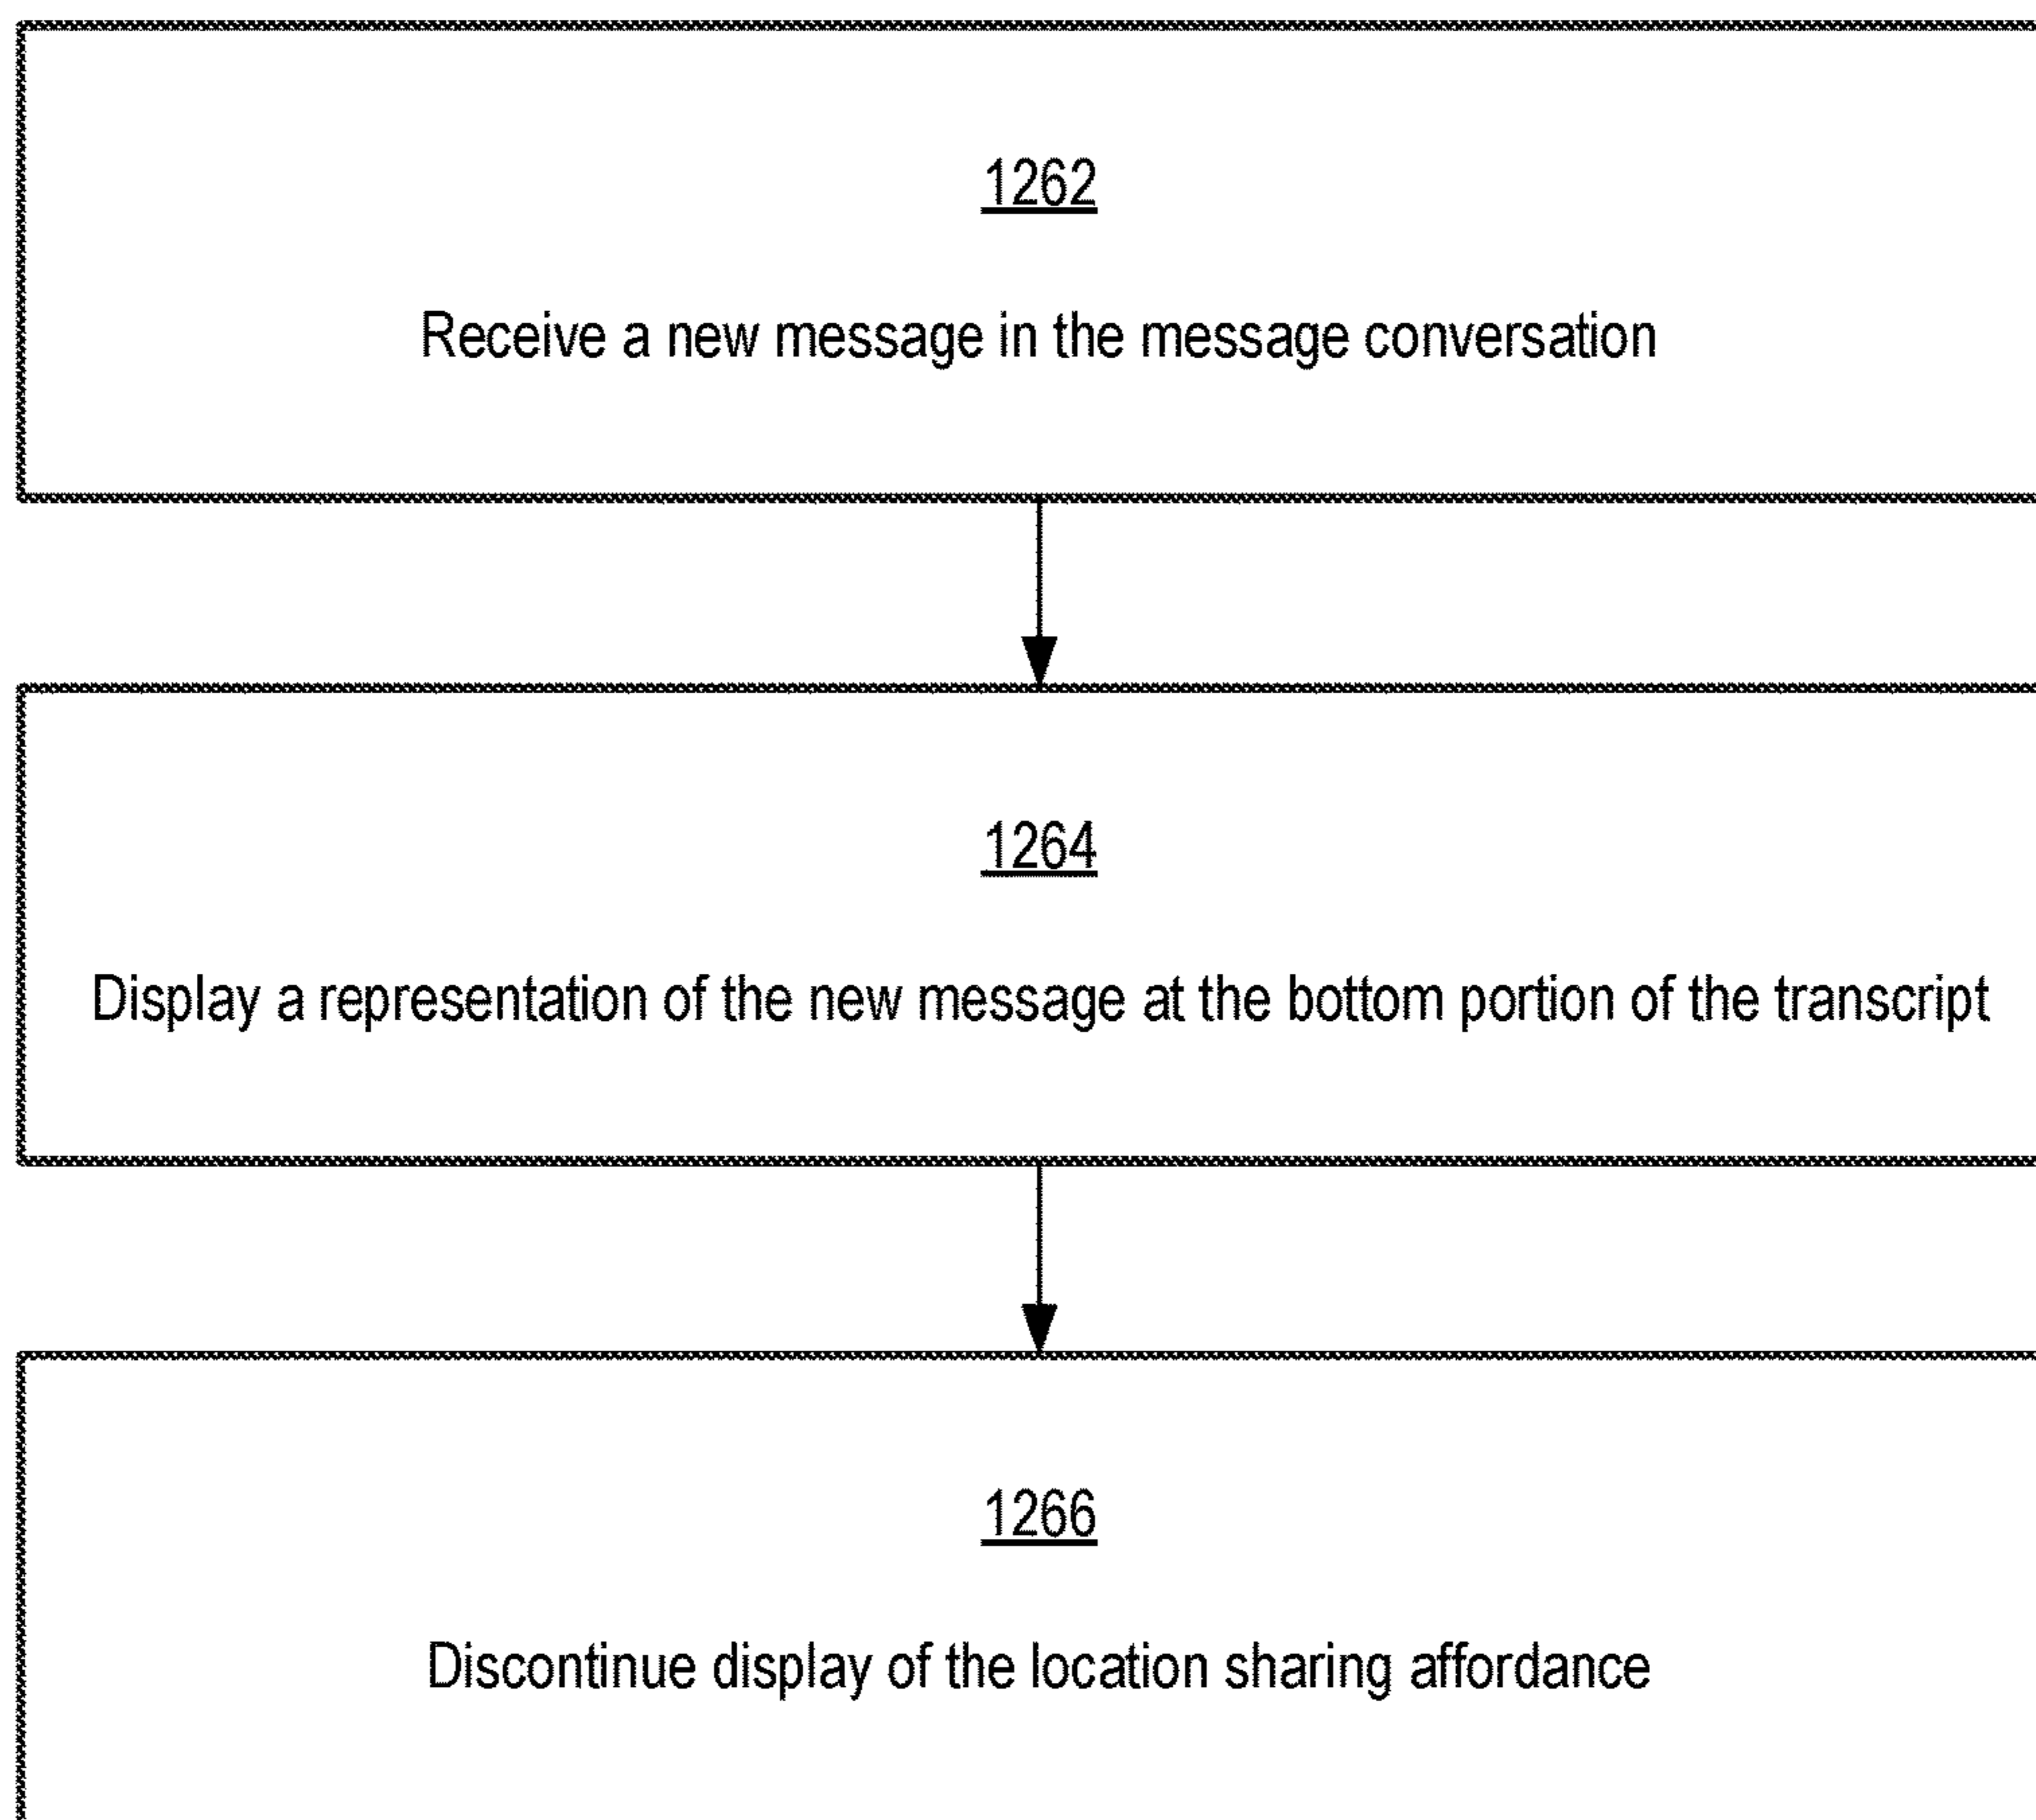 1262
Receive a new message in the message conversation
1264
Display a representation of the new message at the bottom portion of the transcript
1266
Discontinue display of the location sharing affordance